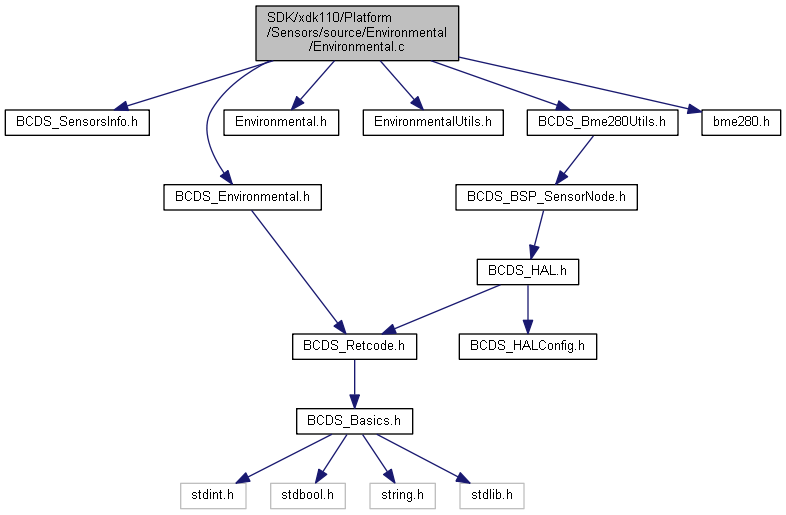 SDK/xdk110/Platform
/Sensors/source/Environmental
/Environmental.c
BCDS_SensorsInfo.h
Environmental.h
EnvironmentalUtils.h
BCDS_Bme280Utils.h
bme280.h
BCDS_Environmental.h
BCDS_BSP_SensorNode.h
BCDS_HAL.h
BCDS_Retcode.h
BCDS_HALConfig.h
BCDS_Basics.h
stdint.h
stdbool.h
string.h
stdlib.h